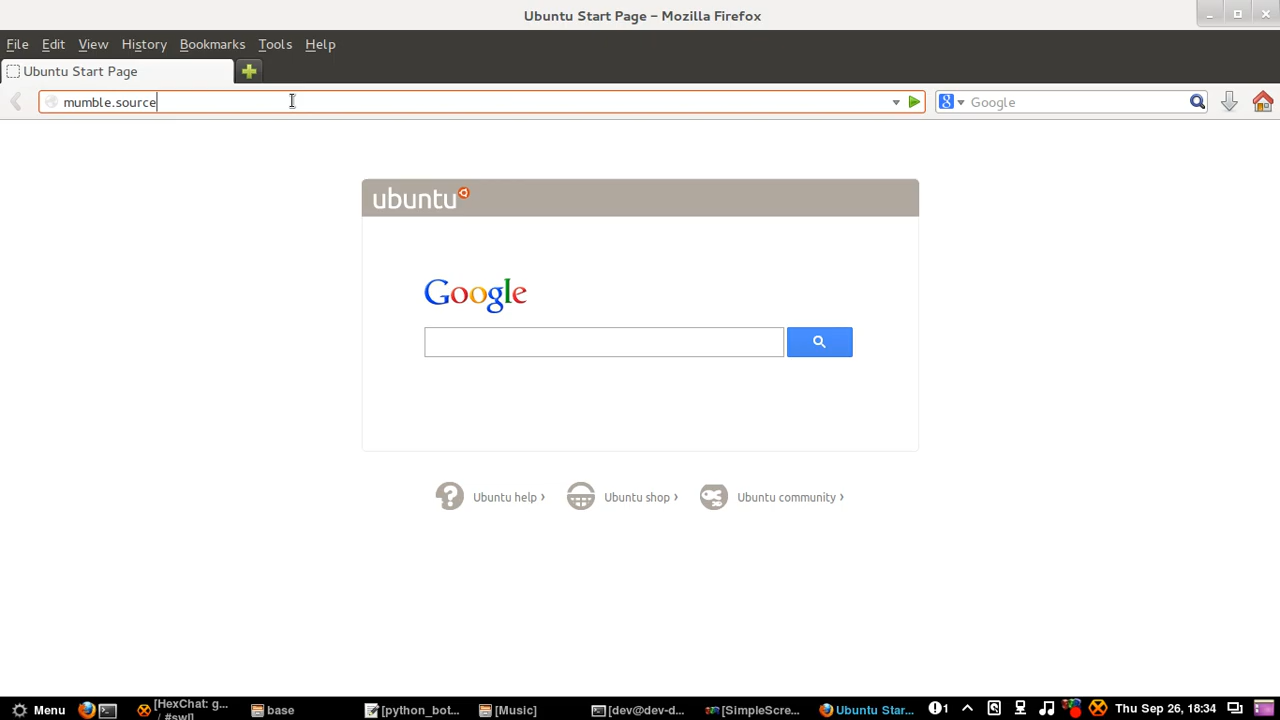 Ubuntu Start Page – Mozilla Firefox
File Edit View History Bookmarks Tools Help
Ubuntu Start Page
mumble.source
Google
ubuntu
Google
Ubuntu help ›
Ubuntu shop ›
Ubuntu community ›
Menu
[HexChat: g... / #swl]
base
[python_bot...
[Music]
[dev@dev-d...
[SimpleScre...
Ubuntu Star...
1
Thu Sep 26, 18:34